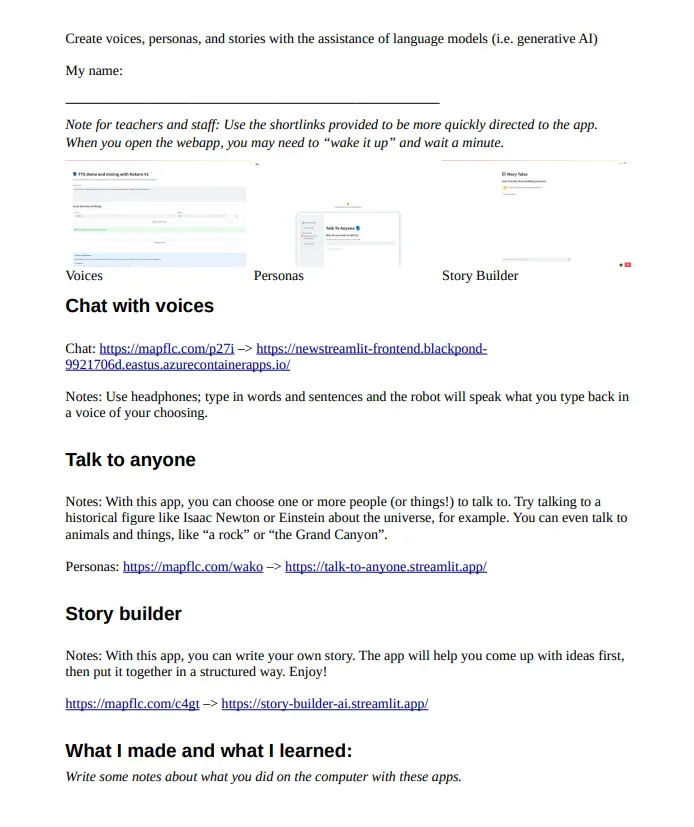 Create voices, personas, and stories with the assistance of language models (i.e. generative AI)
My name:
Note for teachers and staff: Use the shortlinks provided to be more quickly directed to the app.
When you open the webapp, you may need to “wake it up” and wait a minute.
TTS demo and mixing with Kokoro V1
Talk To Anyone
Story Tales
Voices
Personas
Story Builder
Chat with voices
Chat: https://mapflc.com/p27i –> https://newstreamlit-frontend.blackpond-
9921706d.eastus.azurecontainerapps.io/
Notes: Use headphones; type in words and sentences and the robot will speak what you type back in
a voice of your choosing.
Talk to anyone
Notes: With this app, you can choose one or more people (or things!) to talk to. Try talking to a
historical figure like Isaac Newton or Einstein about the universe, for example. You can even talk to
animals and things, like “a rock” or “the Grand Canyon”.
Personas: https://mapflc.com/wako –> https://talk-to-anyone.streamlit.app/
Story builder
Notes: With this app, you can write your own story. The app will help you come up with ideas first,
then put it together in a structured way. Enjoy!
https://mapflc.com/c4gt –> https://story-builder-ai.streamlit.app/
What I made and what I learned:
Write some notes about what you did on the computer with these apps.